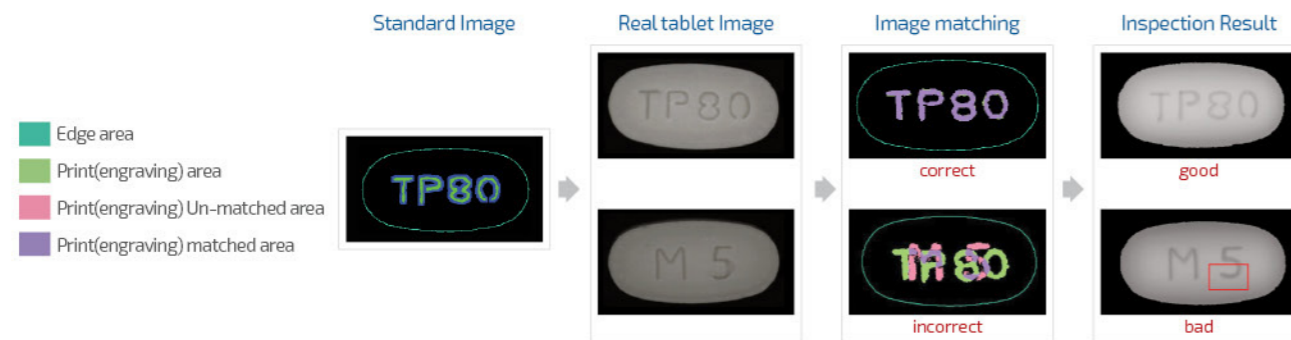 Standard Image
Real tablet Image
Image matching
Inspection Result
Edge area
Print(engraving) area
Print(engraving) Un-matched area
Print(engraving) matched area
TP80
TP80
TP80
correct
TP80
good
M 5
TP80
incorrect
M 5
bad